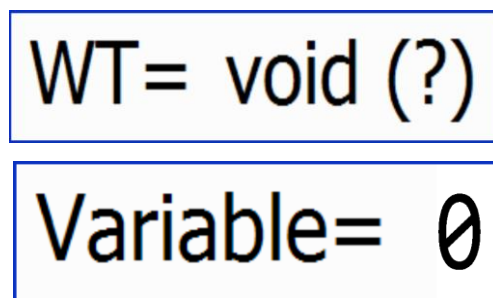 WT= void (?)
Variable= 0